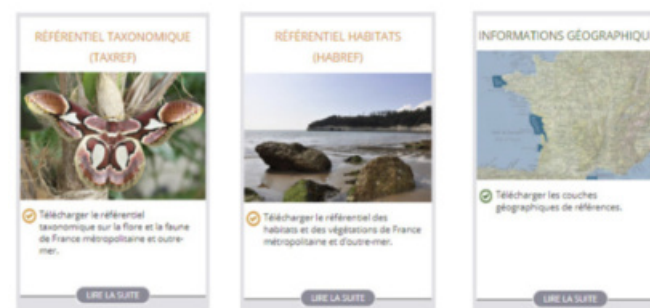 RÉFÉRENTIEL TAXONOMIQUE
(TAXREF)
Télécharger le référentiel
taxonomique sur la flore et la faune
de France métropolitaine et outre-
mer.
LIRE LA SUITE
RÉFÉRENTIEL HABITATS
(HABREF)
Télécharger le référentiel des
habitats et des végétations de France
métropolitaine et d'outre-mer.
LIRE LA SUITE
INFORMATIONS GÉOGRAPHIQU
Télécharger les couches
géographiques de références.
LIRE LA SUITE